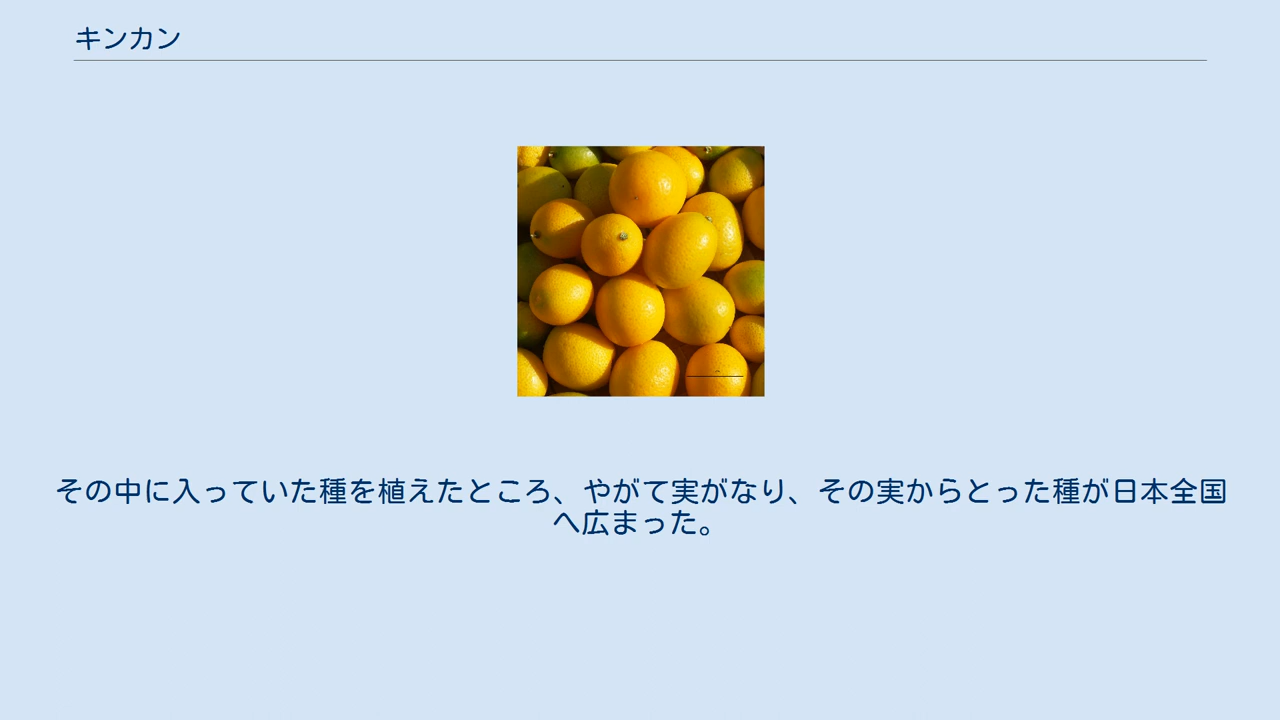 キンカン
その中に入っていた種を植えたところ、やがて実がなり、その実からとった種が日本全国
へ広まった。